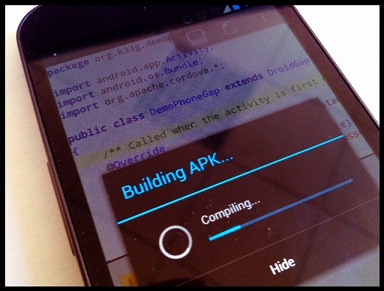 package org.k33g.demop
import android.app.Activity;
import android.os.Bundle;
import org.apache.cordova.*;
public class DemoPhoneGap extends DroidGap
{
/** Called when the activity is first
@Override
Building APK...
Compiling...
Hide